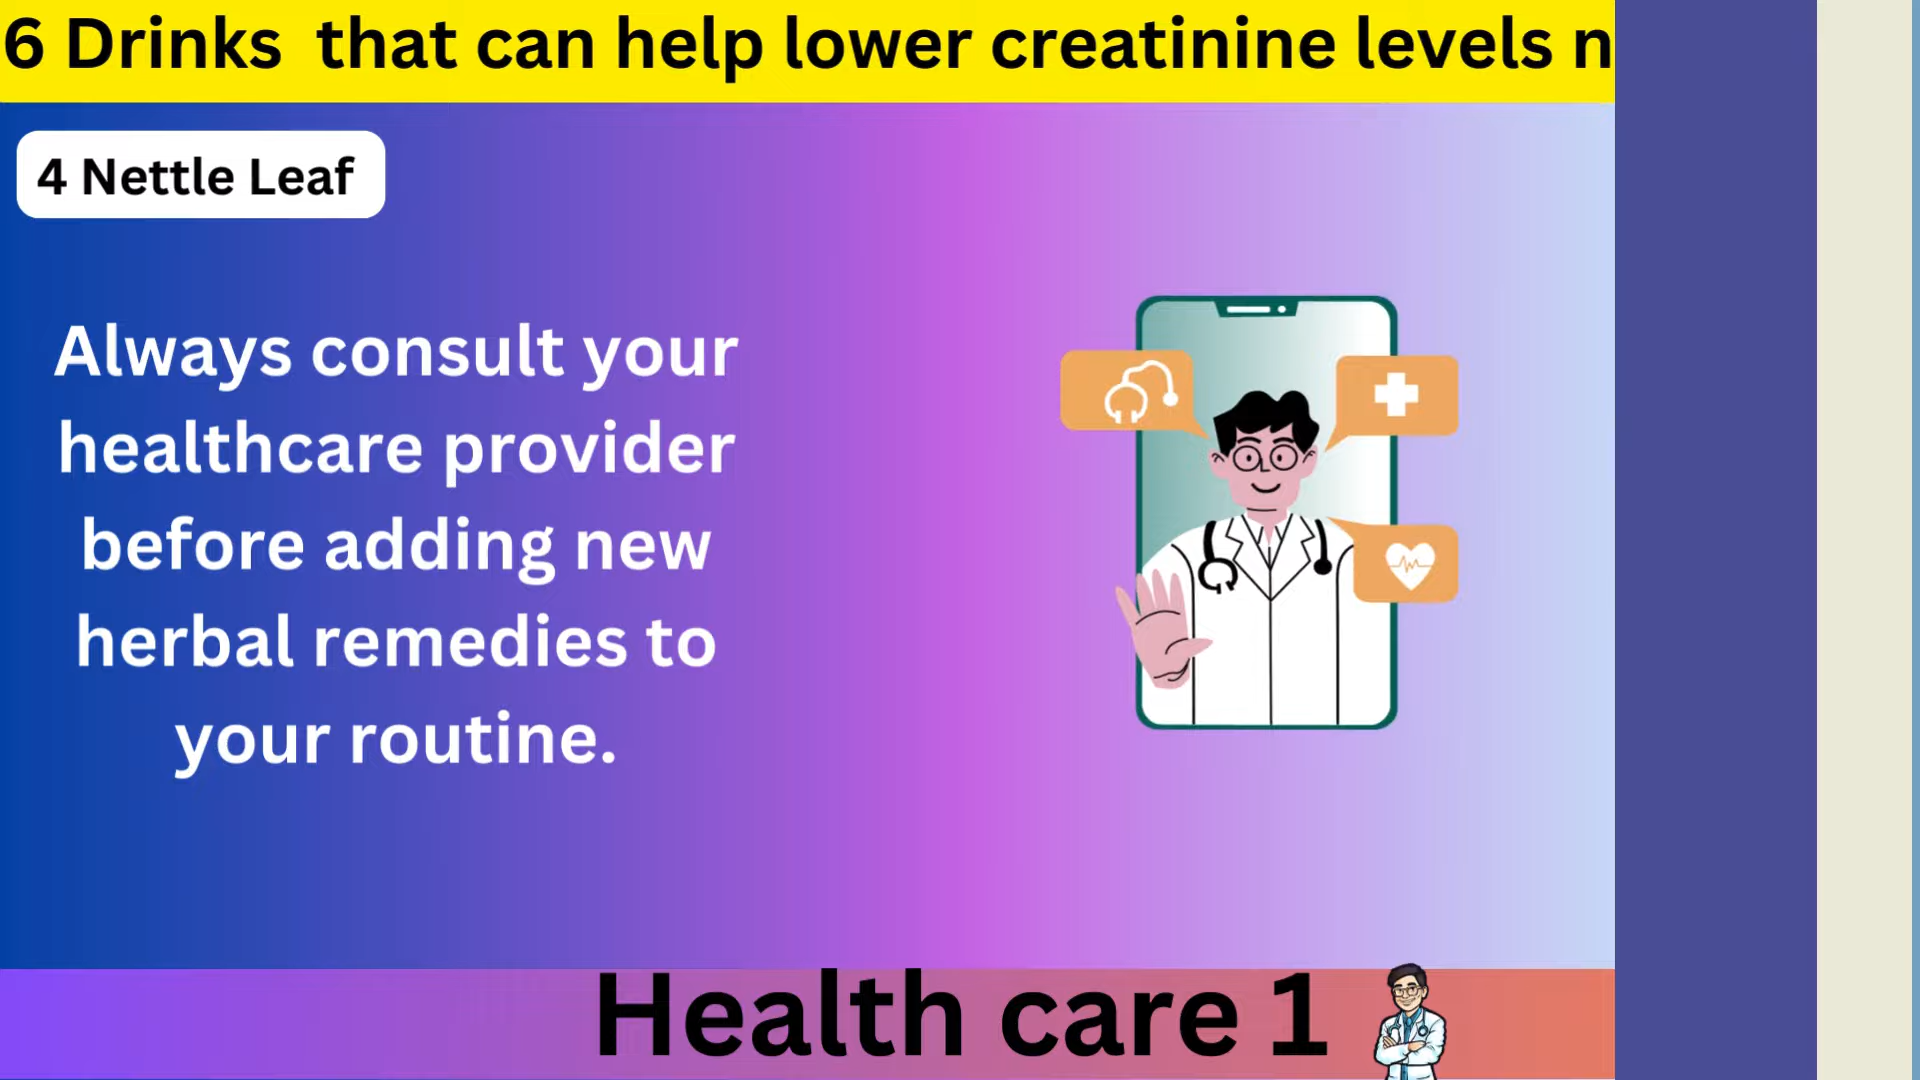 6 Drinks  that can help lower creatinine levels n
4 Nettle Leaf
Always consult your
healthcare provider
before adding new
herbal remedies to
your routine.
Health care 1